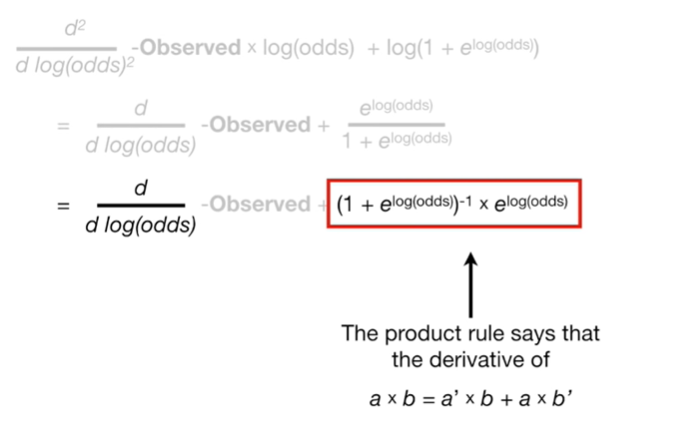 d²
d log(odds)² -Observed x log(odds) + log(1 + e^log(odds))
= d / d log(odds) -Observed + e^log(odds) / 1 + e^log(odds)
= d / d log(odds) -Observed + (1 + e^log(odds))^-1 x e^log(odds)
The product rule says that
the derivative of
a x b = a' x b + a x b'